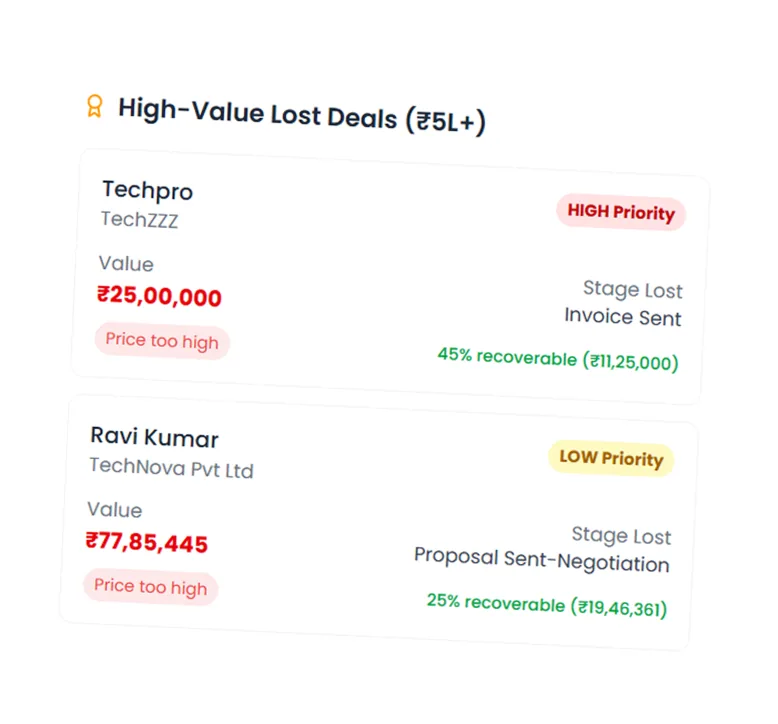 High-Value Lost Deals (₹5L+)
Techpro
HIGH Priority
TechZZZ
Value
₹25,00,000
Stage Lost
Invoice Sent
Price too high
45% recoverable (₹11,25,000)
Ravi Kumar
LOW Priority
TechNova Pvt Ltd
Value
₹77,85,445
Stage Lost
Proposal Sent-Negotiation
Price too high
25% recoverable (₹19,46,361)